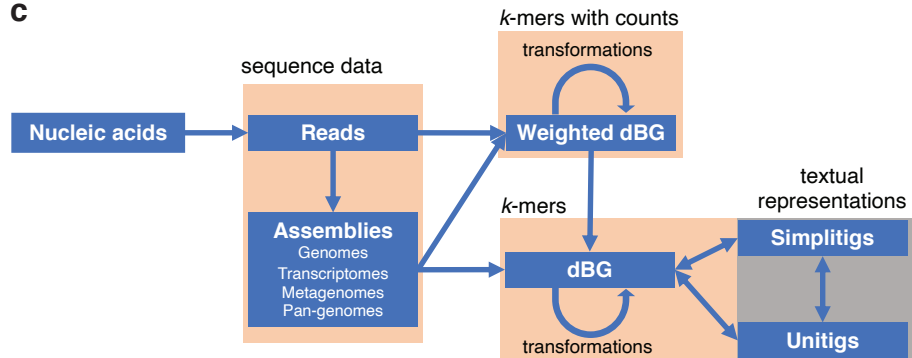 c
k-mers with counts
transformations
sequence data
Nucleic acids
Reads
Weighted dBG
textual
representations
k-mers
Assemblies
Genomes
Transcriptomes
Metagenomes
Pan-genomes
Simplitigs
dBG
transformations
Unitigs